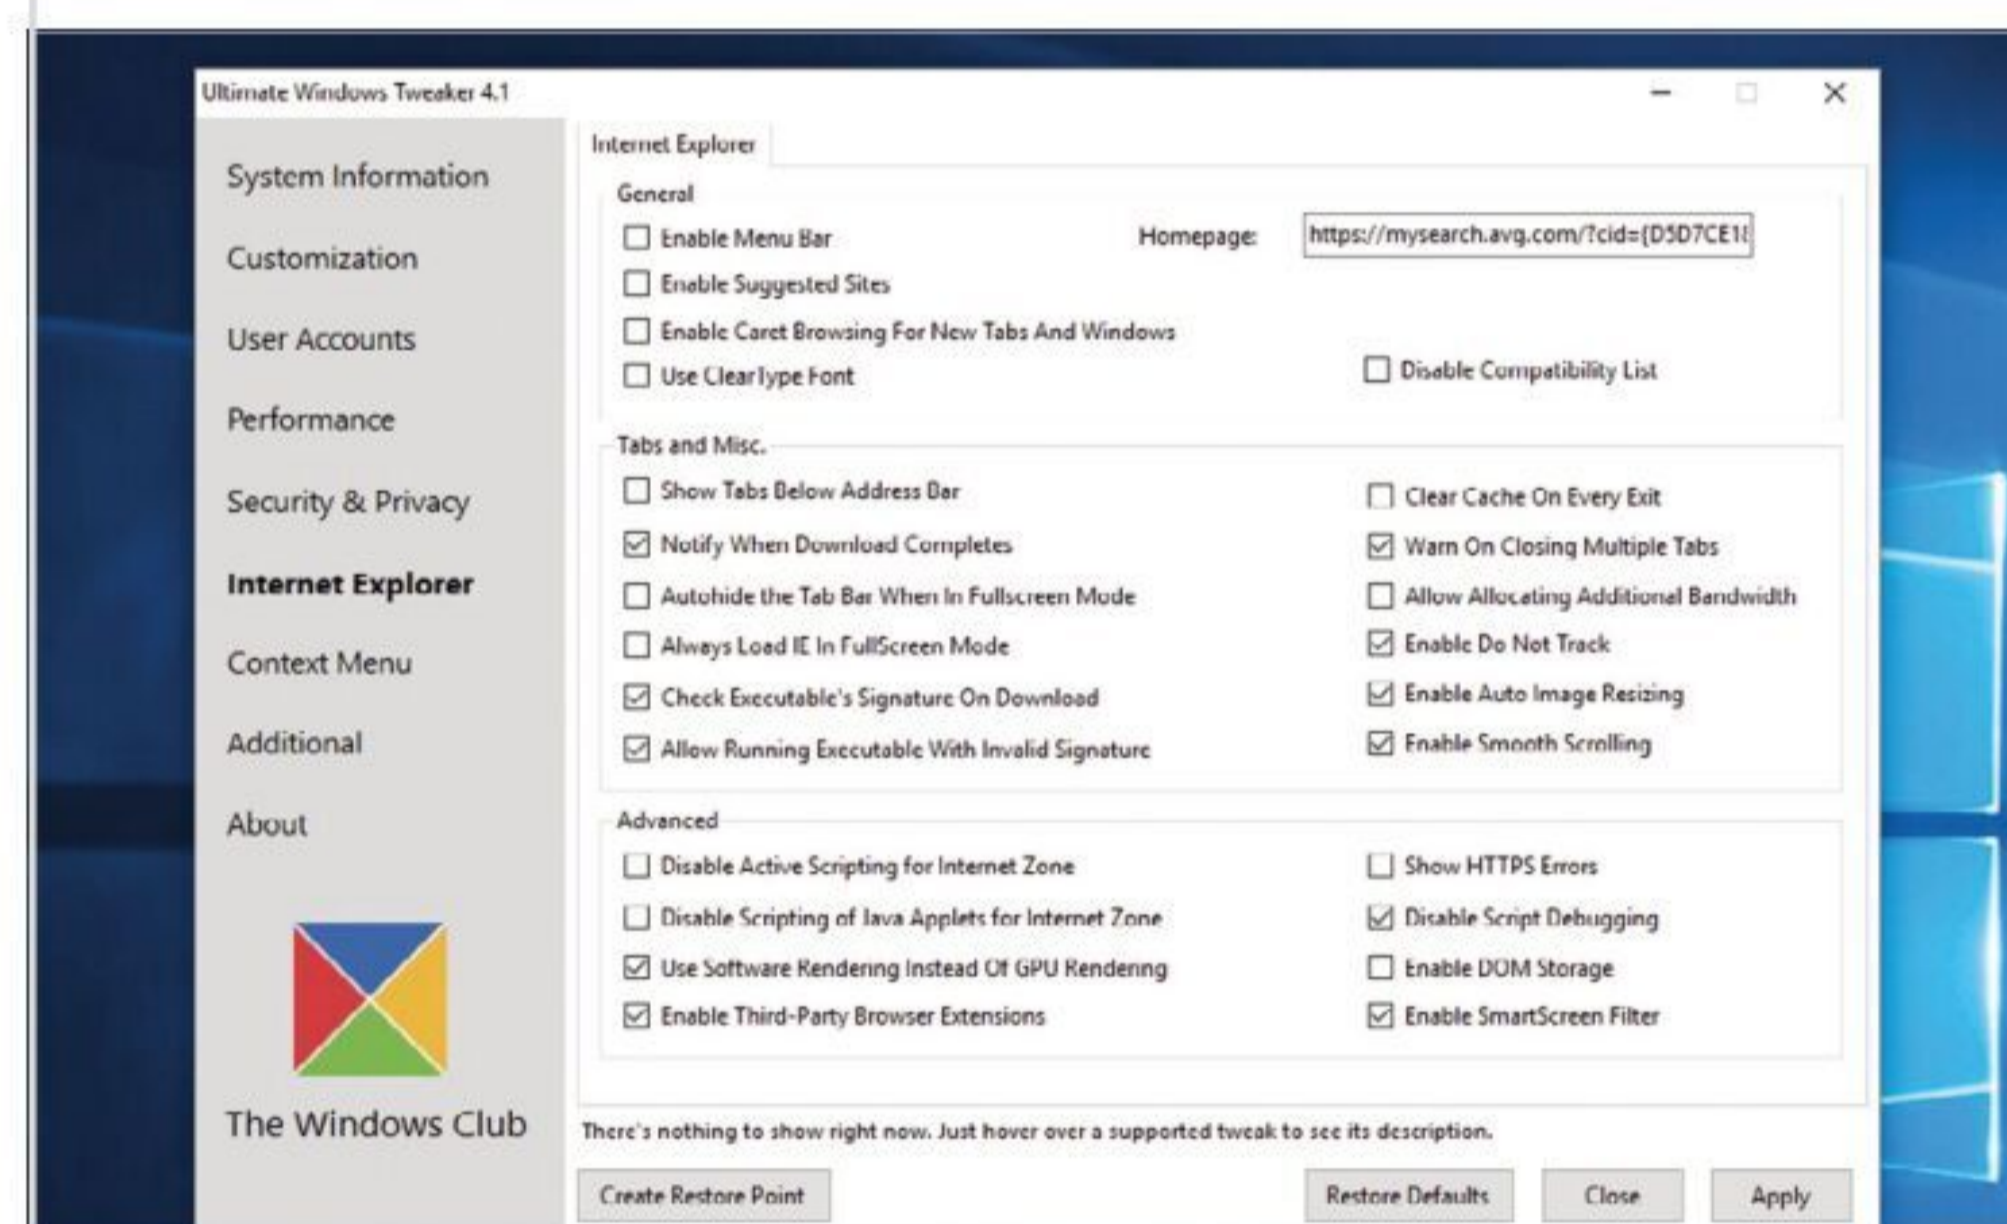 Ultimate Windows Tweaker 4.1
System Information
Customization
User Accounts
Performance
Security & Privacy
Internet Explorer
Context Menu
Additional
About
The Windows Club
Internet Explorer
General
Enable Menu Bar
Homepage:
https://mysearch.avg.com/?cid={D5D7CE18
Enable Suggested Sites
Enable Caret Browsing For New Tabs And Windows
Use ClearType Font
Disable Compatibility List
Tabs and Misc.
Show Tabs Below Address Bar
Clear Cache On Every Exit
Notify When Download Completes
Warn On Closing Multiple Tabs
Autohide the Tab Bar When In Fullscreen Mode
Allow Allocating Additional Bandwidth
Always Load IE In FullScreen Mode
Enable Do Not Track
Check Executable's Signature On Download
Enable Auto Image Resizing
Allow Running Executable With Invalid Signature
Enable Smooth Scrolling
Advanced
Disable Active Scripting for Internet Zone
Show HTTPS Errors
Disable Scripting of Java Applets for Internet Zone
Disable Script Debugging
Use Software Rendering Instead Of GPU Rendering
Enable DOM Storage
Enable Third-Party Browser Extensions
Enable SmartScreen Filter
There's nothing to show right now. Just hover over a supported tweak to see its description.
Create Restore Point
Restore Defaults
Close
Apply